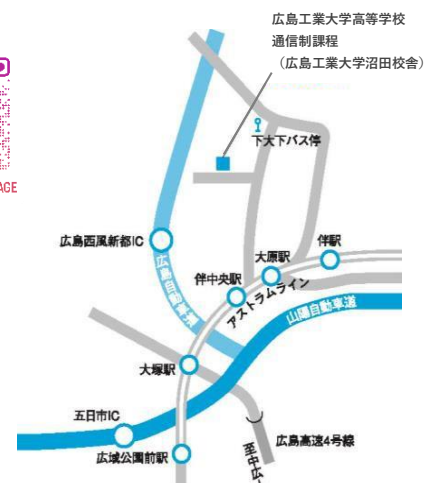 広島工業大学高等学校
通信制課程
（広島工業大学沼田校舎）
下大下バス停
AGE
広島西風新都IC
伴駅
大原駅
伴中央駅
広島自動車道
アストラムライン
山陽自動車道
大塚駅
五日市IC
広島高速4号線
広域公園前駅
至中広